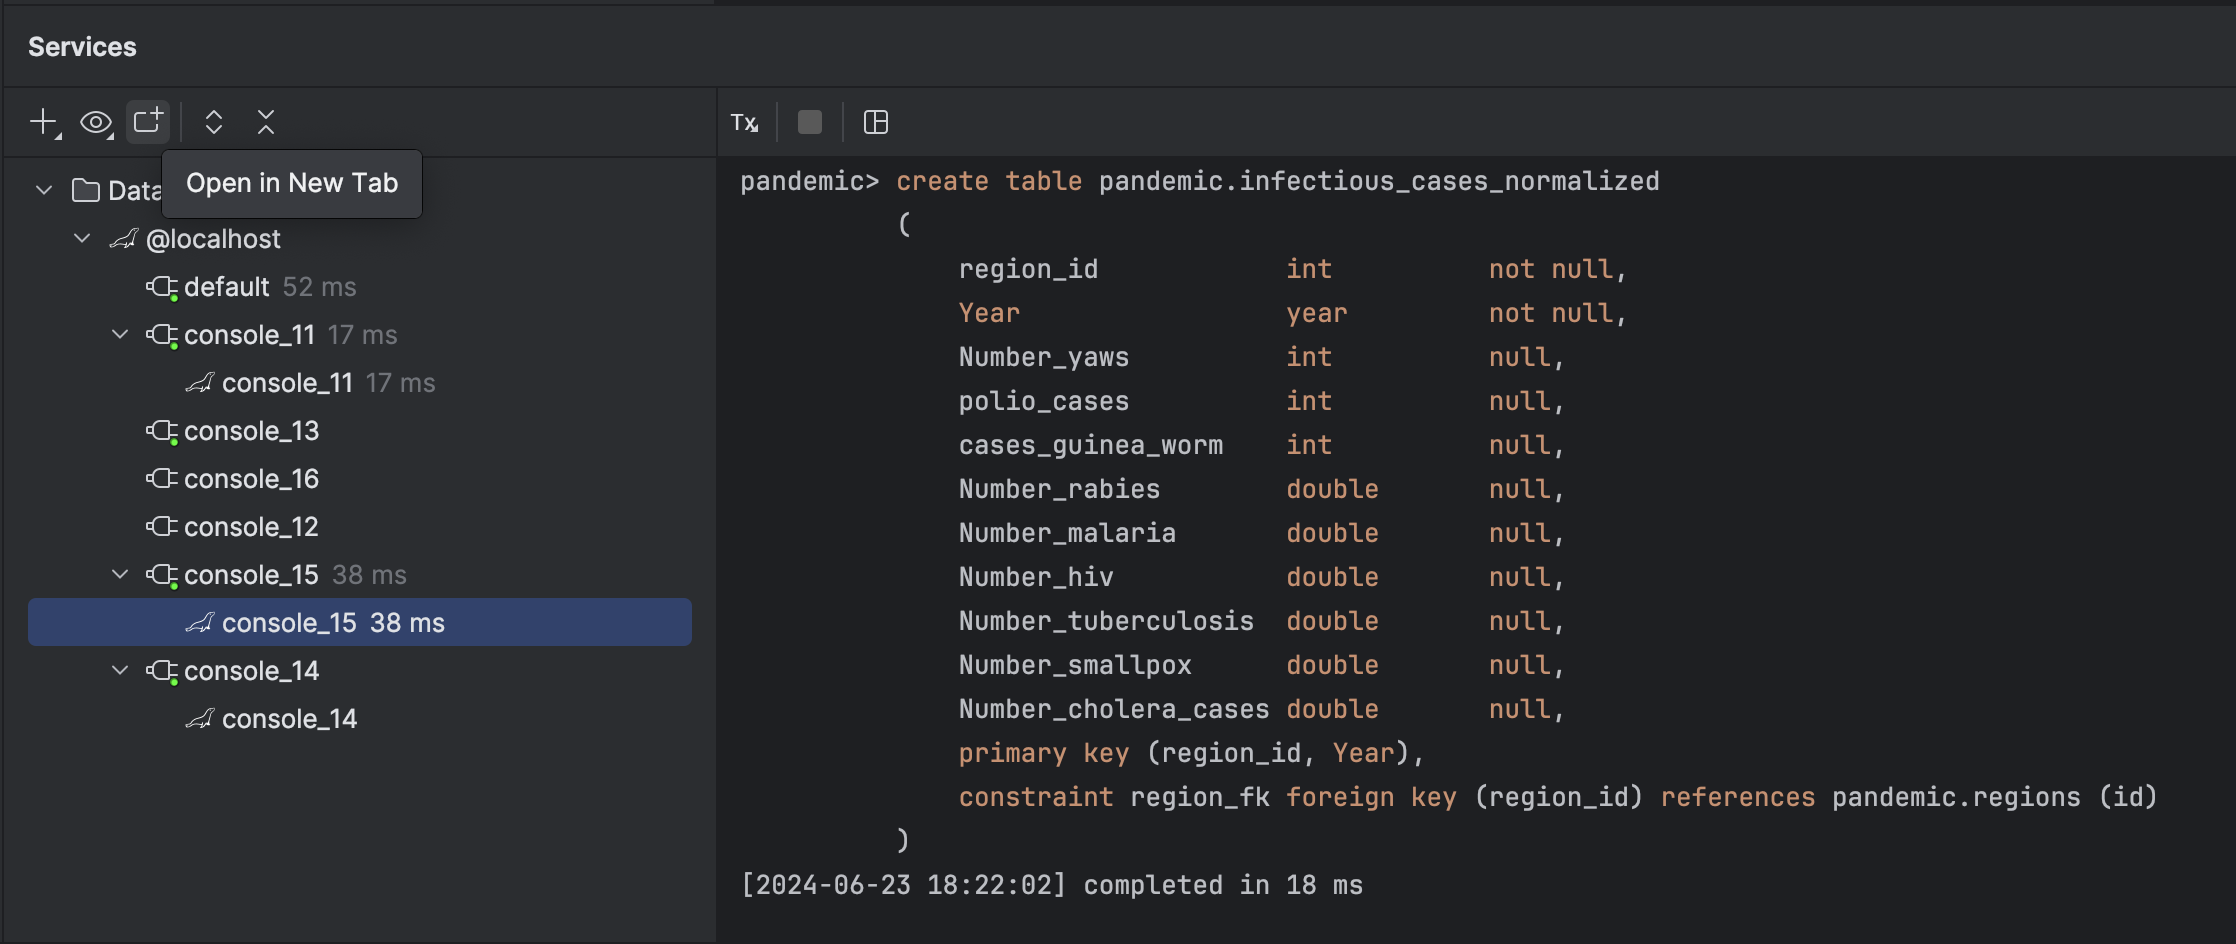 Services
Tx
Data
Open in New Tab
@localhost
default 52 ms
console_11 17 ms
console_11 17 ms
console_13
console_16
console_12
console_15 38 ms
console_15 38 ms
console_14
console_14
pandemic> create table pandemic.infectious_cases_normalized
(
region_id int not null,
Year year not null,
Number_yaws int null,
polio_cases int null,
cases_guinea_worm int null,
Number_rabies double null,
Number_malaria double null,
Number_hiv double null,
Number_tuberculosis double null,
Number_smallpox double null,
Number_cholera_cases double null,
primary key (region_id, Year),
constraint region_fk foreign key (region_id) references pandemic.regions (id)
)
[2024-06-23 18:22:02] completed in 18 ms